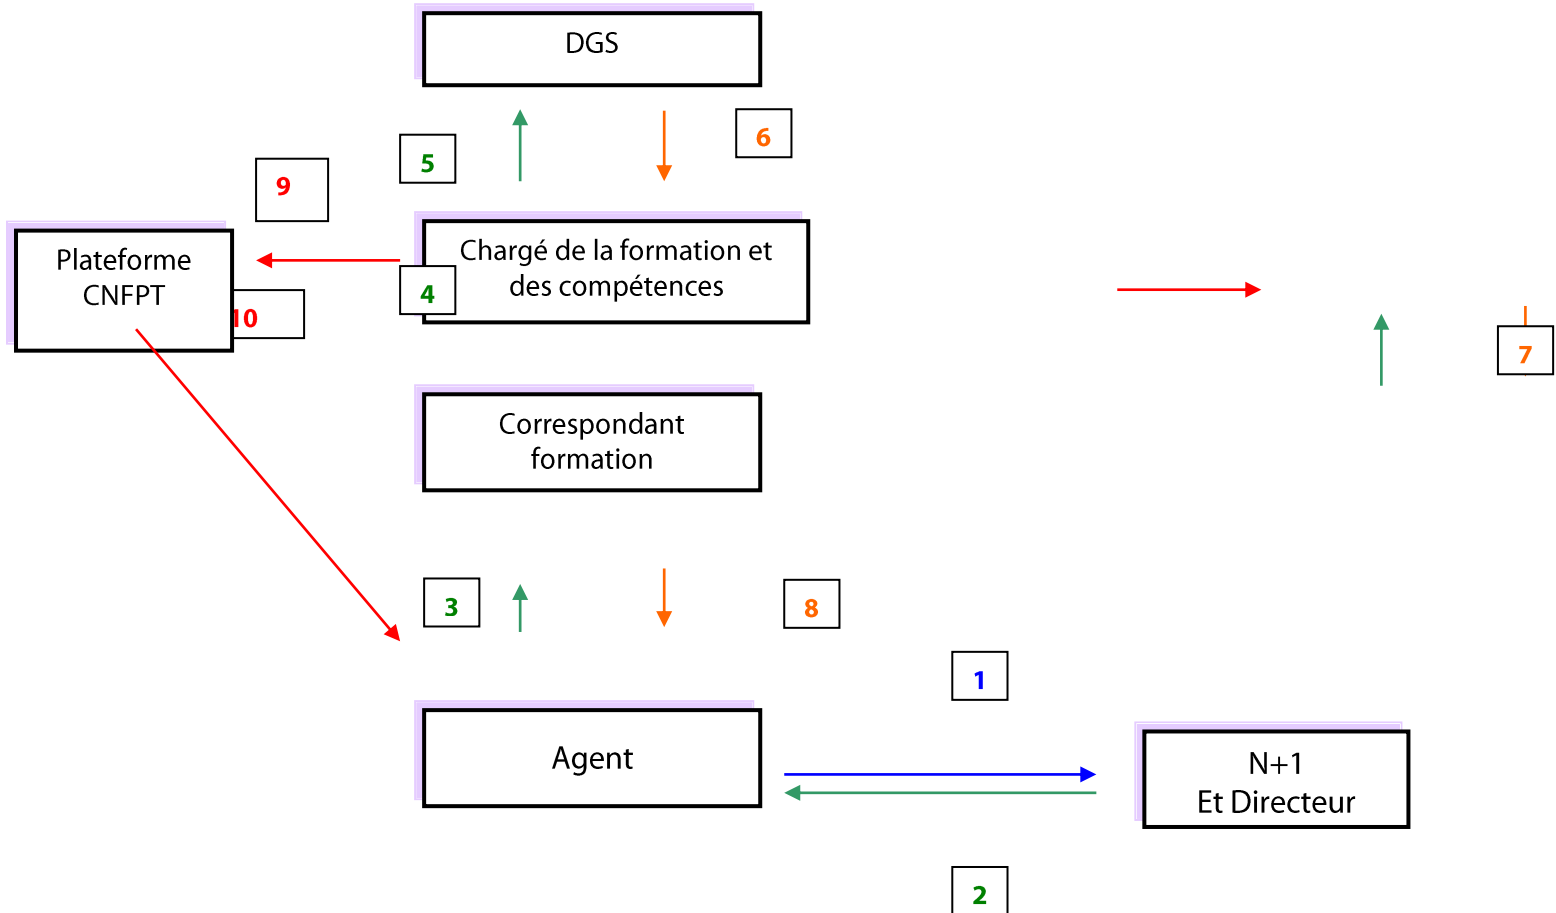 DGS
6
5
9
Chargé de la formation et
des compétences
Plateforme
CNFPT
4
10
7
Correspondant
formation
3
8
1
Agent
N+1
Et Directeur
2